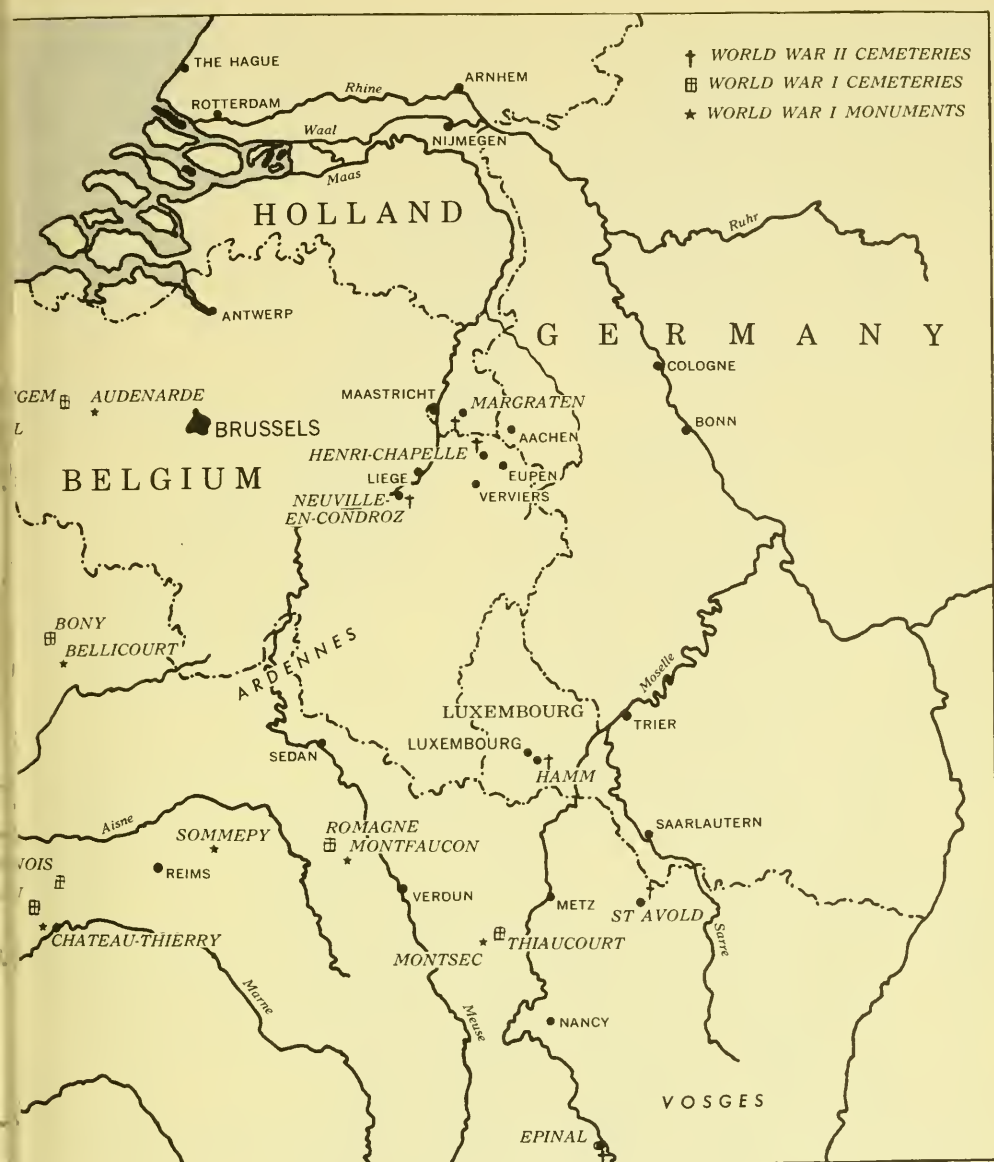 † WORLD WAR II CEMETERIES
WORLD WAR I CEMETERIES
★ WORLD WAR I MONUMENTS
THE HAGUE
ARNHEM
Rhine
ROTTERDAM
Waal
NIJMEGEN
Maas
HOLLAND
Ruhr
ANTWERP
GERMANY
COLOGNE
MAASTRICHT
MARGRATEN
GEM
AUDENARDE
L
BRUSSELS
BONN
AACHEN
HENRI-CHAPELLE
EUPEN
LIEGE
VERVIERS
BELGIUM
NEUVILLE-
EN-CONDROZ
BONY
BELLICOURT
ARDENNES
Moselle
LUXEMBOURG
TRIER
LUXEMBOURG
SEDAN
HAMM
Aisne
SOMMEPY
ROMAGNE
MONTFAUCON
SAARLAUTERN
NOIS
REIMS
VERDUN
METZ
ST AVOLD
CHATEAU-THIERRY
THIAUCOURT
MONTSEC
Sarre
Marne
Meuse
NANCY
VOSGES
EPINAL